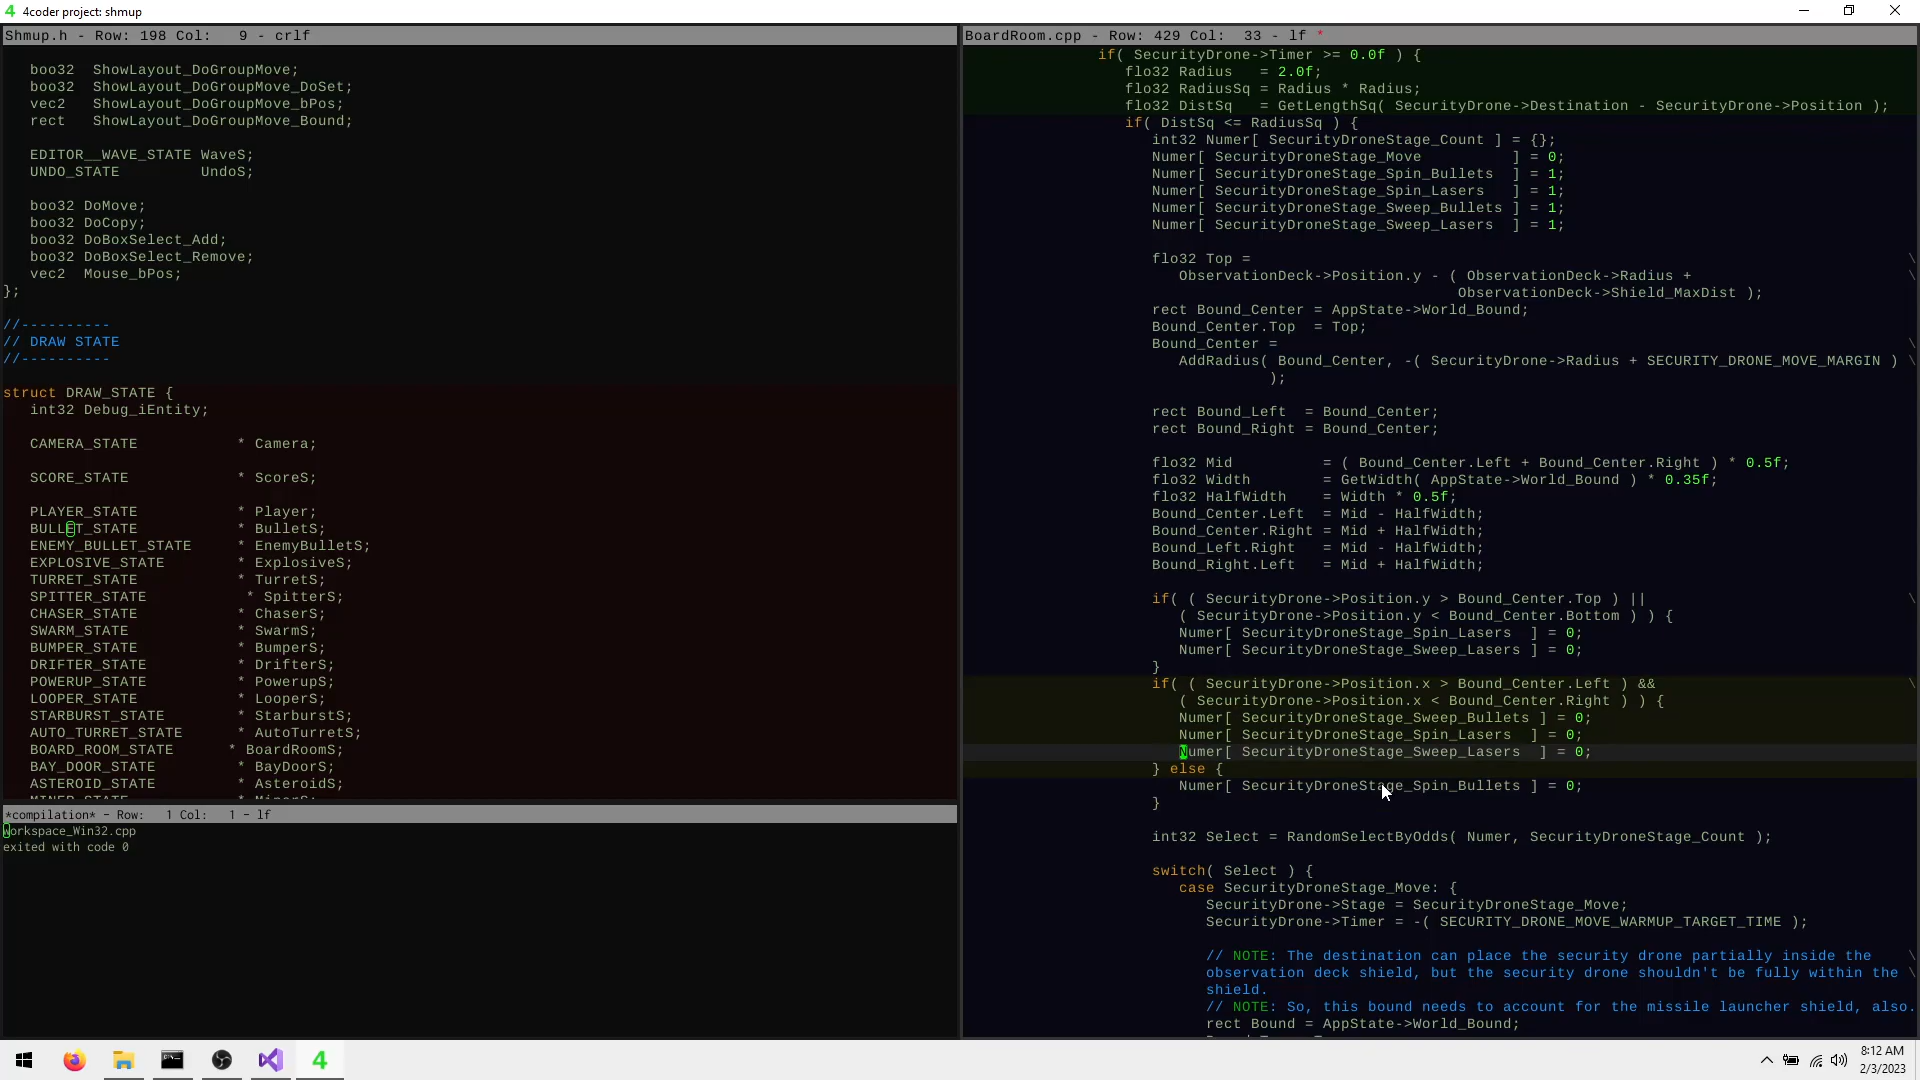 4 4coder project: shmup
Shmup.h - Row: 198 Col:   9 - crlf
boo32  ShowLayout_DoGroupMove;
boo32  ShowLayout_DoGroupMove_DoSet;
vec2   ShowLayout_DoGroupMove_bPos;
rect   ShowLayout_DoGroupMove_Bound;
EDITOR__WAVE_STATE WaveS;
UNDO_STATE         UndoS;
boo32 DoMove;
boo32 DoCopy;
boo32 DoBoxSelect_Add;
boo32 DoBoxSelect_Remove;
vec2  Mouse_bPos;
};
//----------
// DRAW STATE
//----------
struct DRAW_STATE {
int32 Debug_iEntity;
CAMERA_STATE           * Camera;
SCORE_STATE            * ScoreS;
PLAYER_STATE           * Player;
BULLET_STATE           * BulletS;
ENEMY_BULLET_STATE     * EnemyBulletS;
EXPLOSIVE_STATE        * ExplosiveS;
TURRET_STATE           * TurretS;
SPITTER_STATE           * SpitterS;
CHASER_STATE           * ChaserS;
SWARM_STATE            * SwarmS;
BUMPER_STATE           * BumperS;
DRIFTER_STATE          * DrifterS;
POWERUP_STATE          * PowerupS;
LOOPER_STATE           * LooperS;
STARBURST_STATE        * StarburstS;
AUTO_TURRET_STATE      * AutoTurretS;
BOARD_ROOM_STATE      * BoardRoomS;
BAY_DOOR_STATE         * BayDoorS;
ASTEROID_STATE         * AsteroidS;
MINER_STATE            * MinerS;
*compilation* - Row:   1 Col:   1 - lf
workspace_Win32.cpp
exited with code 0
BoardRoom.cpp - Row: 429 Col:  33 - lf *
if( SecurityDrone->Timer >= 0.0f ) {
flo32 Radius   = 2.0f;
flo32 RadiusSq = Radius * Radius;
flo32 DistSq   = GetLengthSq( SecurityDrone->Destination - SecurityDrone->Position );
if( DistSq <= RadiusSq ) {
int32 Numer[ SecurityDroneStage_Count ] = {};
Numer[ SecurityDroneStage_Move          ] = 0;
Numer[ SecurityDroneStage_Spin_Bullets  ] = 1;
Numer[ SecurityDroneStage_Spin_Lasers   ] = 1;
Numer[ SecurityDroneStage_Sweep_Bullets ] = 1;
Numer[ SecurityDroneStage_Sweep_Lasers  ] = 1;
flo32 Top = \
ObservationDeck->Position.y - ( ObservationDeck->Radius + \
ObservationDeck->Shield_MaxDist );
rect Bound_Center = AppState->World_Bound;
Bound_Center.Top  = Top;
Bound_Center = \
AddRadius( Bound_Center, -( SecurityDrone->Radius + SECURITY_DRONE_MOVE_MARGIN ) \
);
rect Bound_Left  = Bound_Center;
rect Bound_Right = Bound_Center;
flo32 Mid          = ( Bound_Center.Left + Bound_Center.Right ) * 0.5f;
flo32 Width        = GetWidth( AppState->World_Bound ) * 0.35f;
flo32 HalfWidth    = Width * 0.5f;
Bound_Center.Left  = Mid - HalfWidth;
Bound_Center.Right = Mid + HalfWidth;
Bound_Left.Right   = Mid - HalfWidth;
Bound_Right.Left   = Mid + HalfWidth;
if( ( SecurityDrone->Position.y > Bound_Center.Top ) || \
( SecurityDrone->Position.y < Bound_Center.Bottom ) ) {
Numer[ SecurityDroneStage_Spin_Lasers  ] = 0;
Numer[ SecurityDroneStage_Sweep_Lasers ] = 0;
}
if( ( SecurityDrone->Position.x > Bound_Center.Left ) && \
( SecurityDrone->Position.x < Bound_Center.Right ) ) {
Numer[ SecurityDroneStage_Sweep_Bullets ] = 0;
Numer[ SecurityDroneStage_Spin_Lasers  ] = 0;
Numer[ SecurityDroneStage_Sweep_Lasers  ] = 0;
} else {
Numer[ SecurityDroneStage_Spin_Bullets ] = 0;
}
int32 Select = RandomSelectByOdds( Numer, SecurityDroneStage_Count );
switch( Select ) {
case SecurityDroneStage_Move: {
SecurityDrone->Stage = SecurityDroneStage_Move;
SecurityDrone->Timer = -( SECURITY_DRONE_MOVE_WARMUP_TARGET_TIME );
// NOTE: The destination can place the security drone partially inside the \
observation deck shield, but the security drone shouldn't be fully within the \
shield.
// NOTE: So, this bound needs to account for the missile launcher shield, also.
rect Bound = AppState->World_Bound;
4
8:12 AM
2/3/2023